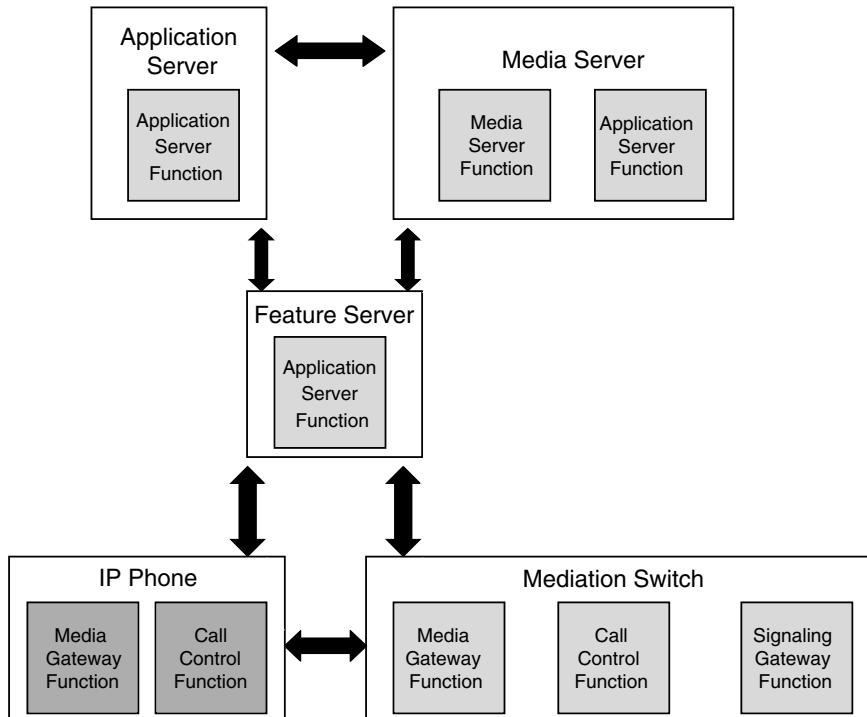 Application
Server
Application
Server
Function
Media Server
Media
Server
Function
Application
Server
Function
Feature Server
Application
Server
Function
IP Phone
Media
Gateway
Function
Call
Control
Function
Mediation Switch
Media
Gateway
Function
Call
Control
Function
Signaling
Gateway
Function